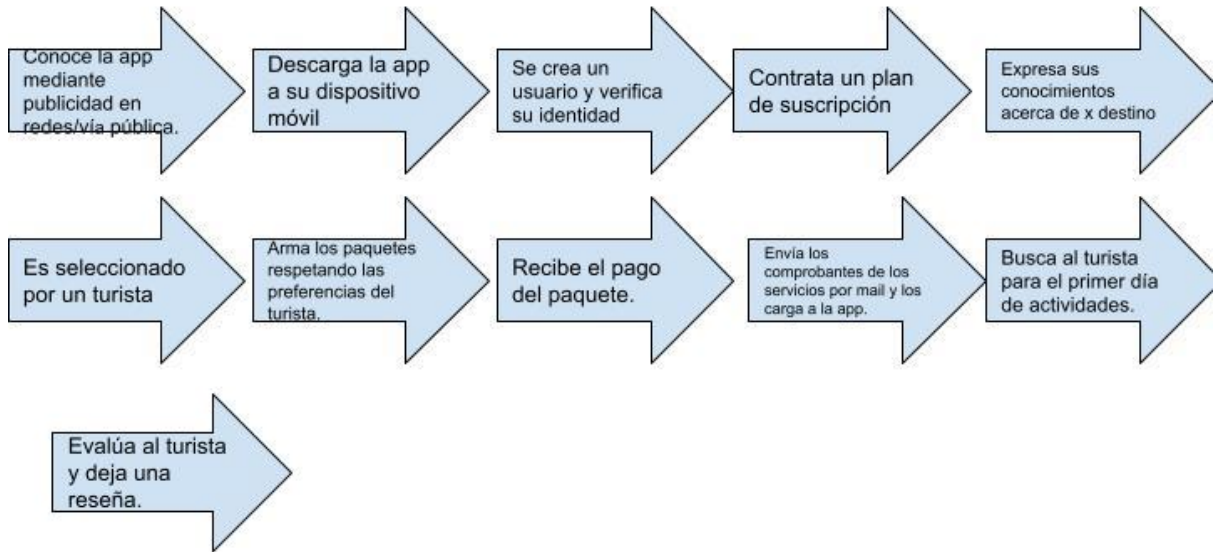 Conoce la app
mediante
publicidad en
redes/vía pública.
Descarga la app
a su dispositivo
móvil
Se crea un
usuario y verifica
su identidad
Contrata un plan
de suscripción
Expresa sus
conocimientos
acerca de x destino
Es seleccionado
por un turista
Arma los paquetes
respetando las
preferencias del
turista.
Recibe el pago
del paquete.
Envía los
comprobantes de los
servicios por mail y los
carga a la app.
Busca al turista
para el primer día
de actividades.
Evalúa al turista
y deja una
reseña.